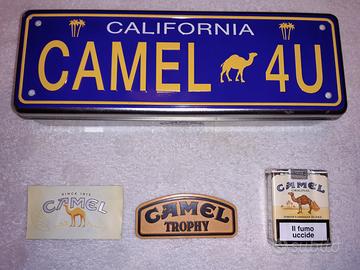 CALIFORNIA
CAMEL 4U
SINCE 1913
CAMEL
CAMEL
TROPHY
CAMEL
Il fumo
uccide